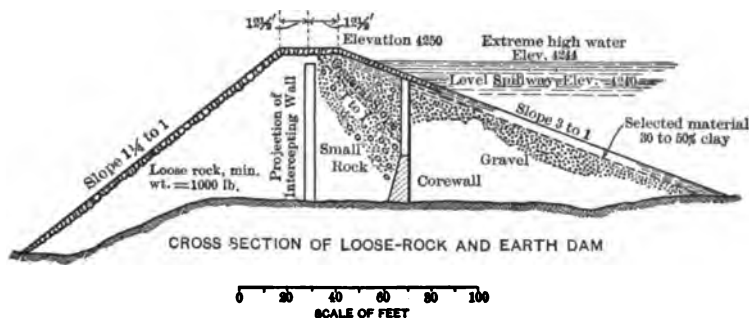 12½' 12½'
Elevation 4250
Extreme high water
Elev. 4244
Level Spillway Elev. 4240
Slope 1¼ to 1
Projection of
Intercepting Wall
to
Small
Rock
Slope 3 to 1
Selected material
30 to 50% clay
Loose rock, min.
wt. = 1000 lb.
Gravel
Corewall
CROSS SECTION OF LOOSE-ROCK AND EARTH DAM
0 20 40 60 80 100
SCALE OF FEET